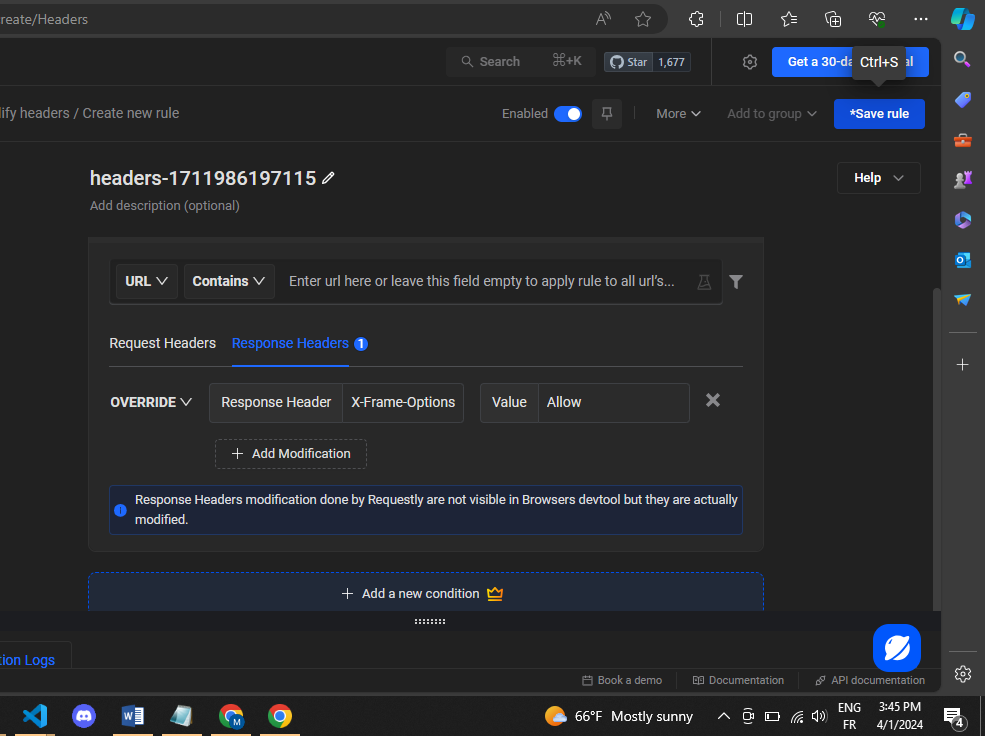 reate/Headers
Search ⌘+K
Star 1,677
Get a 30-da
al
Ctrl+S
ify headers / Create new rule
Enabled
More
Add to group
*Save rule
headers-1711986197115
Help
Add description (optional)
URL
Contains
Enter url here or leave this field empty to apply rule to all url's...
Request Headers
Response Headers 1
OVERRIDE
Response Header
X-Frame-Options
Value
Allow
+ Add Modification
Response Headers modification done by Requestly are not visible in Browsers devtool but they are actually
modified.
+ Add a new condition
tion Logs
Book a demo
Documentation
API documentation
66°F Mostly sunny
ENG
FR
3:45 PM
4/1/2024
4